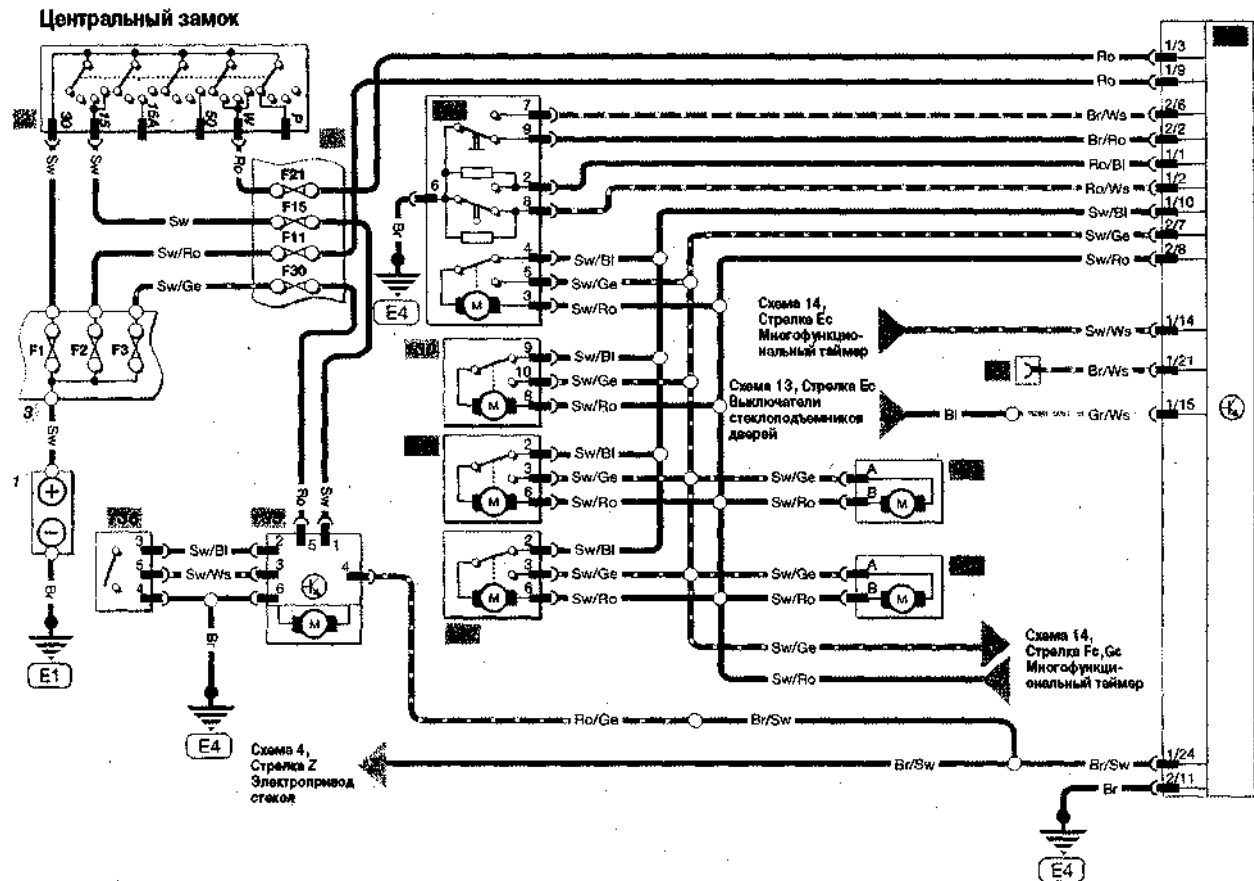 Центральный замок
30
15
15A
50
W
P
Sw
Sw
Ro
F21
F15
F11
F30
Sw
Sw/Ro
Sw/Ge
F1
F2
F3
3
Sw
1
Br
E1
7
9
6
2
8
4
5
3
Br
E4
Ro
1/3
Ro
1/9
Br/Ws
2/6
Br/Ro
2/2
Ro/Bl
1/1
Ro/Ws
1/2
Sw/Bl
1/10
Sw/Ge
2/7
Sw/Ro
2/8
Sw/Ws
1/14
Br/Ws
1/21
Bl
Gr/Ws
1/15
Sw/Bl
Sw/Ge
Sw/Ro
M
Схема 14,
Стрелка Ec
Многофункцио-
нальный таймер
9
Sw/Bl
10
Sw/Ge
8
Sw/Ro
M
Схема 13, Стрелка Ec
Выключатели
стеклоподъемников
дверей
2
Sw/Bl
3
Sw/Ge
6
Sw/Ro
M
Sw/Ge
A
Sw/Ro
B
M
2
Sw/Bl
3
Sw/Ge
6
Sw/Ro
M
Sw/Ge
A
Sw/Ro
B
M
Ro
Sw
736
3
Sw/Bl
2
5
Sw/Ws
3
4
6
5
1
4
M
Br
E4
Sw/Ge
Sw/Ro
Схема 14,
Стрелка Fc,Gc
Многофункци-
ональный таймер
Ro/Ge
Br/Sw
Схема 4,
Стрелка Z
Электропривод
стекол
Br/Sw
Br/Sw
1/24
Br
2/11
E4